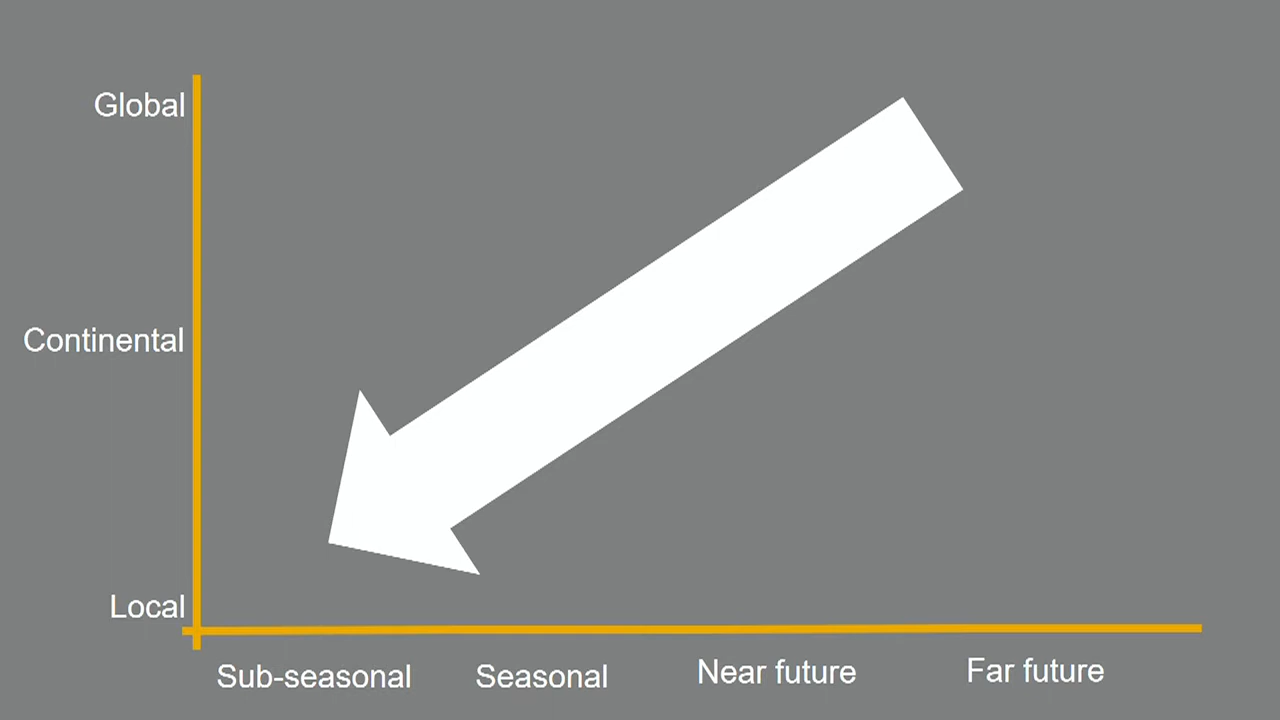 Global
Continental
Local
Sub-seasonal
Seasonal
Near future
Far future